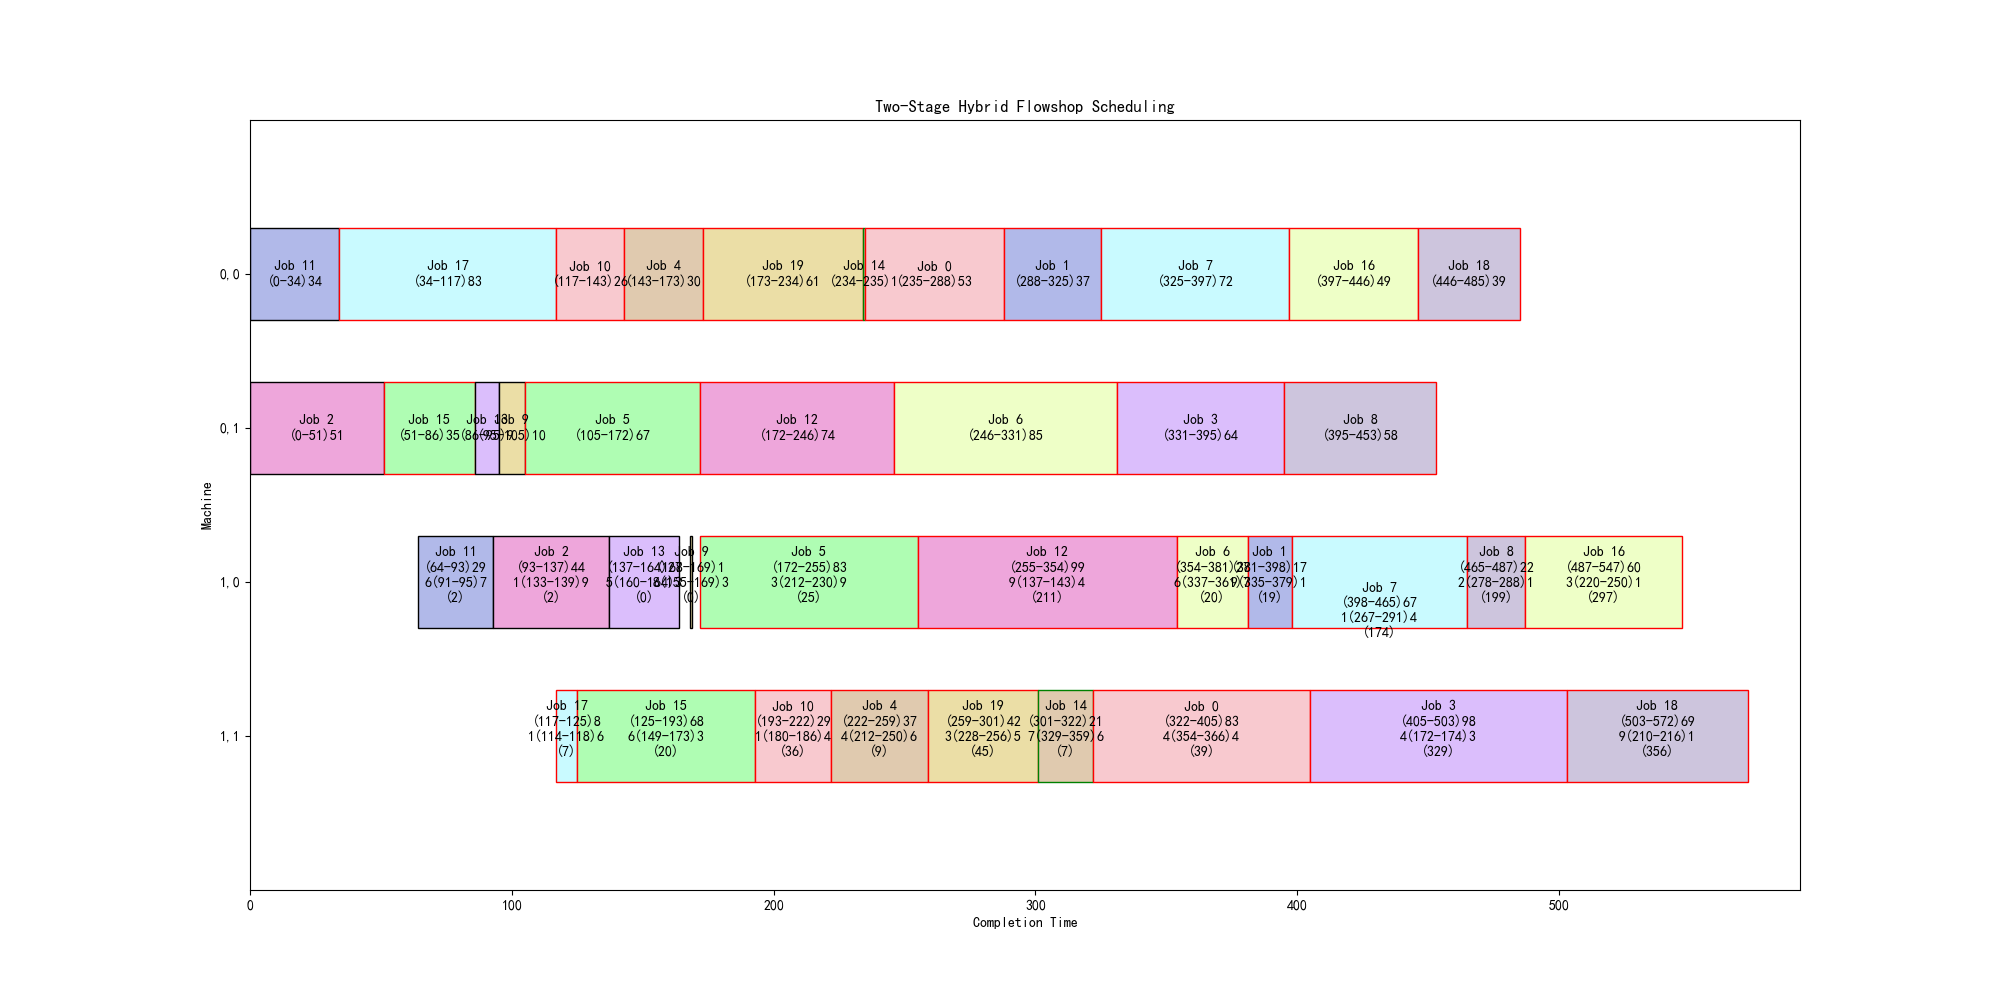 Two-Stage Hybrid Flowshop Scheduling
Machine
0,0
Job 11
(0-34)34
Job 17
(34-117)83
Job 10
(117-143)26
Job 4
(143-173)30
Job 19
(173-234)61
Job 14
(234-235)1
Job 0
(235-288)53
Job 1
(288-325)37
Job 7
(325-397)72
Job 16
(397-446)49
Job 18
(446-485)39
0,1
Job 2
(0-51)51
Job 15
(51-86)35
Job 13
(86-95)9
Job 9
(95-105)10
Job 5
(105-172)67
Job 12
(172-246)74
Job 6
(246-331)85
Job 3
(331-395)64
Job 8
(395-453)58
1,0
Job 11
(64-93)29
6(91-95)7
(2)
Job 2
(93-137)44
1(133-139)9
(2)
Job 13
(137-164)27
(0)
Job 9
(168-169)1
(0)
Job 5
(172-255)83
3(212-230)9
(25)
Job 12
(255-354)99
9(137-143)4
(211)
Job 6
(354-381)27
(20)
Job 1
(381-398)17
(19)
Job 7
(398-465)67
1(267-291)4
(174)
Job 8
(465-487)22
2(278-288)1
(199)
Job 16
(487-547)60
3(220-250)1
(297)
1,1
Job 17
(117-125)8
1(114-118)6
(7)
Job 15
(125-193)68
6(149-173)3
(20)
Job 10
(193-222)29
1(180-186)4
(36)
Job 4
(222-259)37
4(212-250)6
(9)
Job 19
(259-301)42
3(228-256)5
(45)
Job 14
(301-322)21
7(329-359)6
(7)
Job 0
(322-405)83
4(354-366)4
(39)
Job 3
(405-503)98
4(172-174)3
(329)
Job 18
(503-572)69
9(210-216)1
(356)
0
100
200
300
400
500
Completion Time